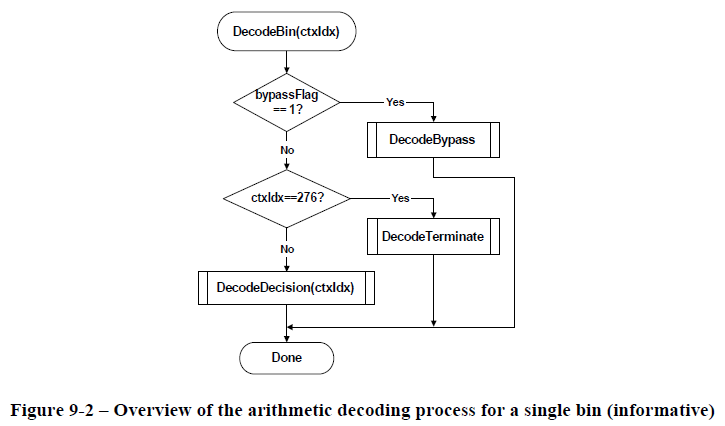 DecodeBin(ctxIdx)
bypassFlag
== 1?
Yes
DecodeBypass
No
ctxIdx==276?
Yes
DecodeTerminate
No
DecodeDecision(ctxIdx)
Done
Figure 9-2 – Overview of the arithmetic decoding process for a single bin (informative)